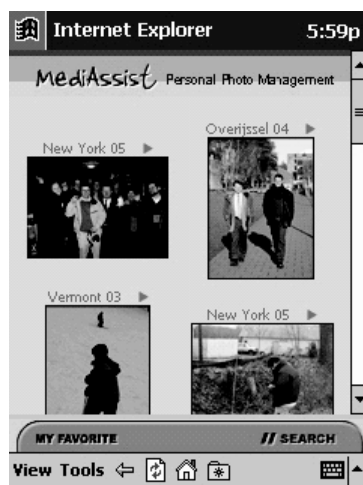 Internet Explorer 5:59p
MediAssist Personal Photo Management
Overijssel 04
New York 05
Vermont 03
New York 05
MY FAVORITE // SEARCH
View Tools